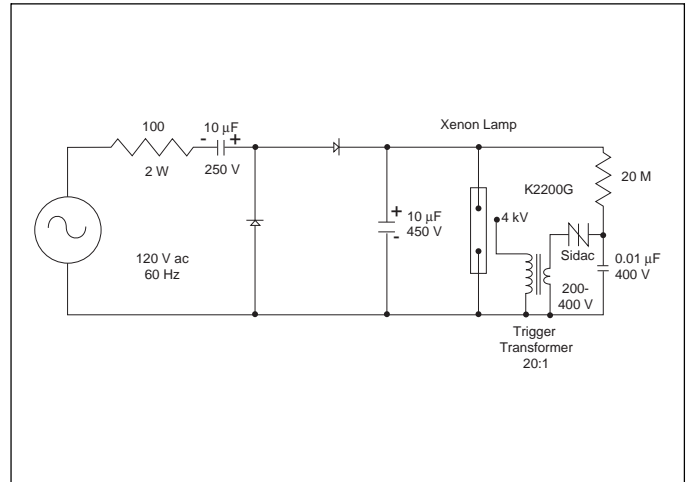 100
2 W
- 10 μF +
250 V
120 V ac
60 Hz
+
10 μF
-
450 V
Xenon Lamp
4 kV
K2200G
Sidac
200-
400 V
20 M
0.01 μF
400 V
Trigger
Transformer
20:1